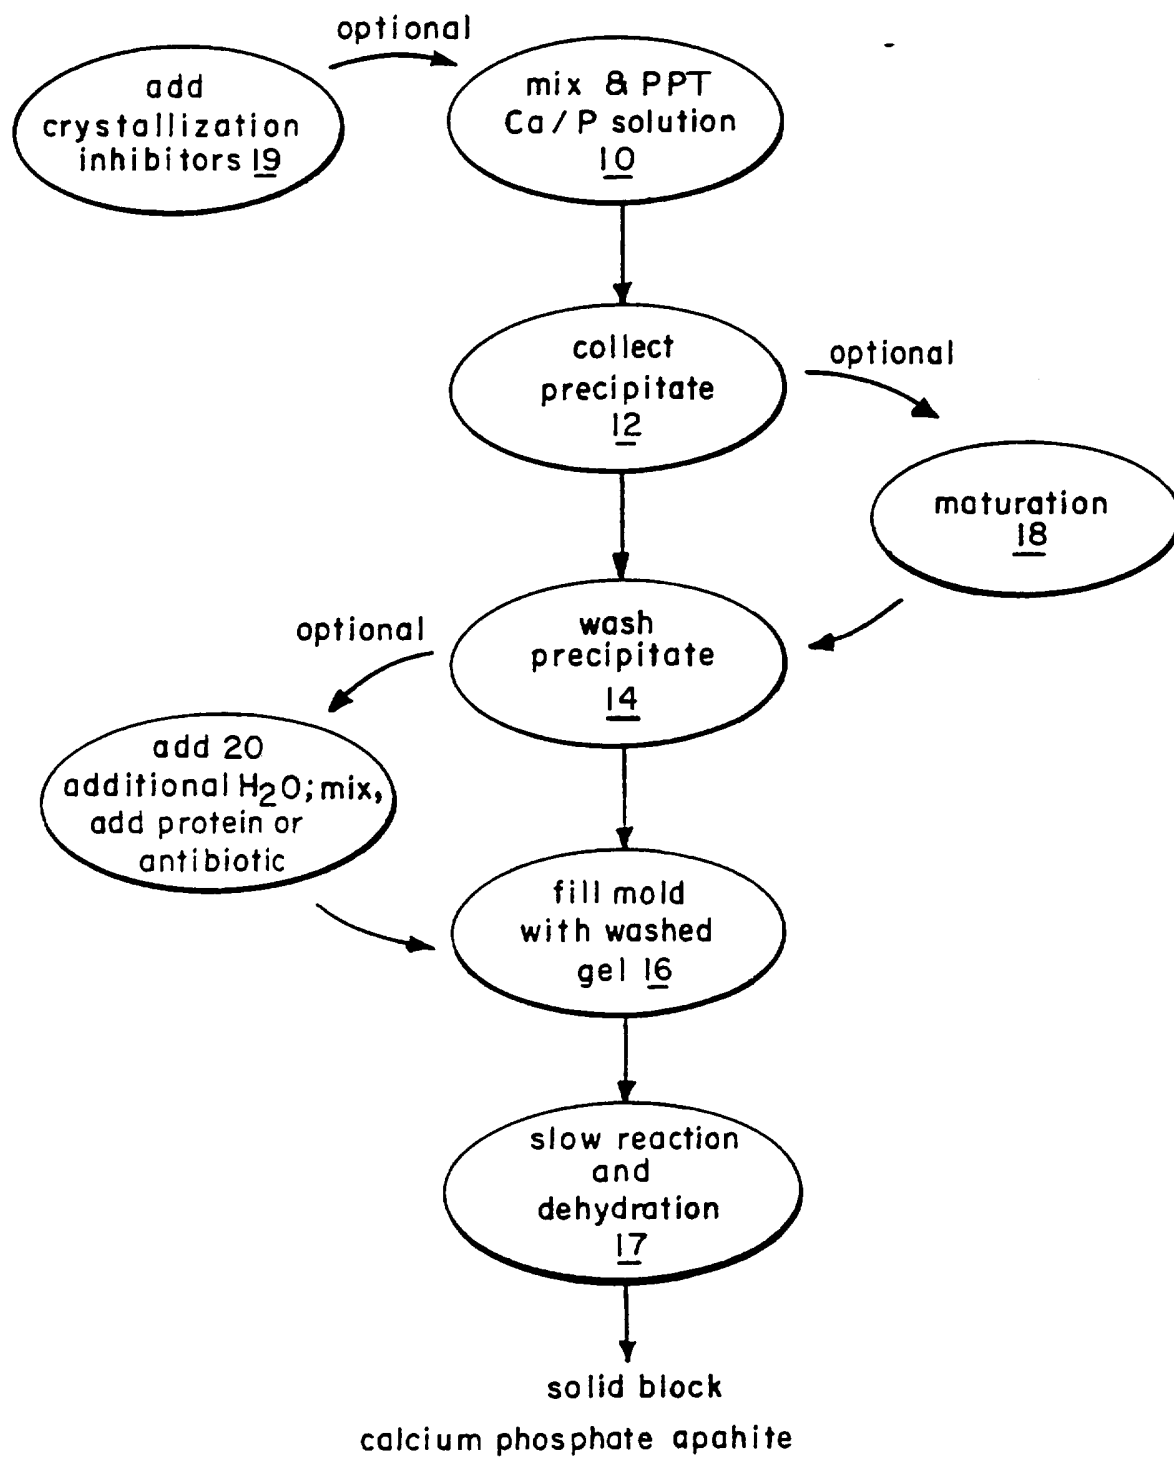 optional
add
crystallization
inhibitors 19
mix & PPT
Ca/P solution
10
collect
precipitate
12
optional
maturation
18
wash
precipitate
14
optional
add 20
additional H2O; mix,
add protein or
antibiotic
fill mold
with washed
gel 16
slow reaction
and
dehydration
17
solid block
calcium phosphate apahite